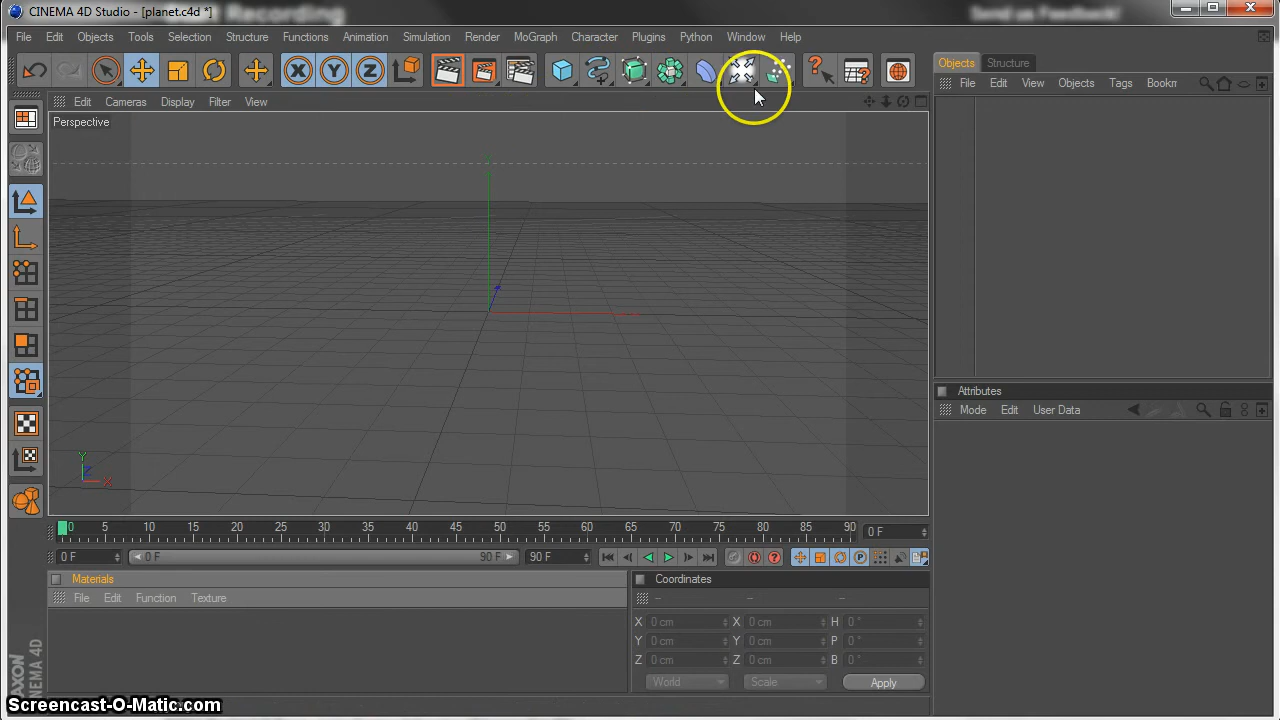 CINEMA 4D Studio - [planet.c4d *]
Recording
Send us Feedback!
File Edit Objects Tools Selection Structure Functions Animation Simulation Render MoGraph Character Plugins Python Window Help
X Y Z
Objects Structure
File Edit View Objects Tags Bookm
Edit Cameras Display Filter View
Perspective
Y
Z
X
Attributes
Mode Edit User Data
0 5 10 15 20 25 30 35 40 45 50 55 60 65 70 75 80 85 90
0 F
0 F 0 F 90 F 90 F
Materials
File Edit Function Texture
Coordinates
-- -- --
X 0 cm X 0 cm H 0 °
Y 0 cm Y 0 cm P 0 °
Z 0 cm Z 0 cm B 0 °
World Scale Apply
MAXON
CINEMA 4D
Screencast-O-Matic.com